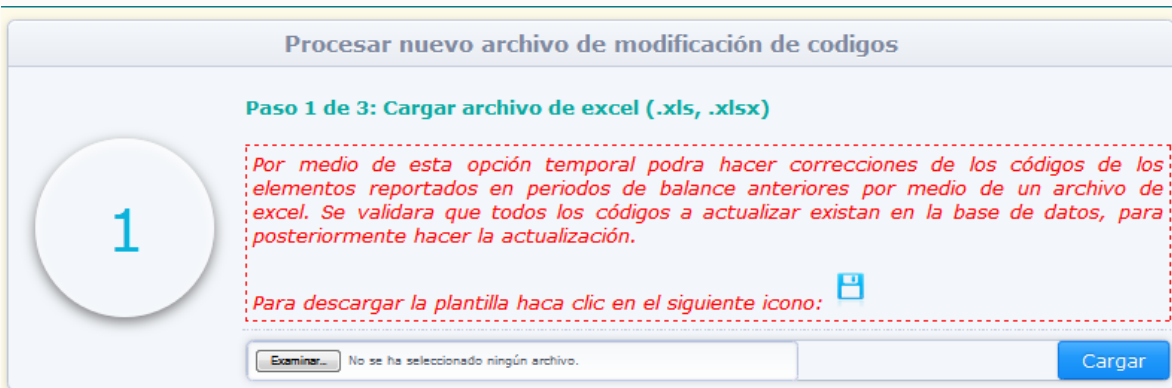 Procesar nuevo archivo de modificación de codigos
Paso 1 de 3: Cargar archivo de excel (.xls, .xlsx)
1
Por medio de esta opción temporal podra hacer correcciones de los códigos de los
elementos reportados en periodos de balance anteriores por medio de un archivo de
excel. Se validara que todos los códigos a actualizar existan en la base de datos, para
posteriormente hacer la actualización.
Para descargar la plantilla haca clic en el siguiente icono:
Examinar... No se ha seleccionado ningún archivo.
Cargar